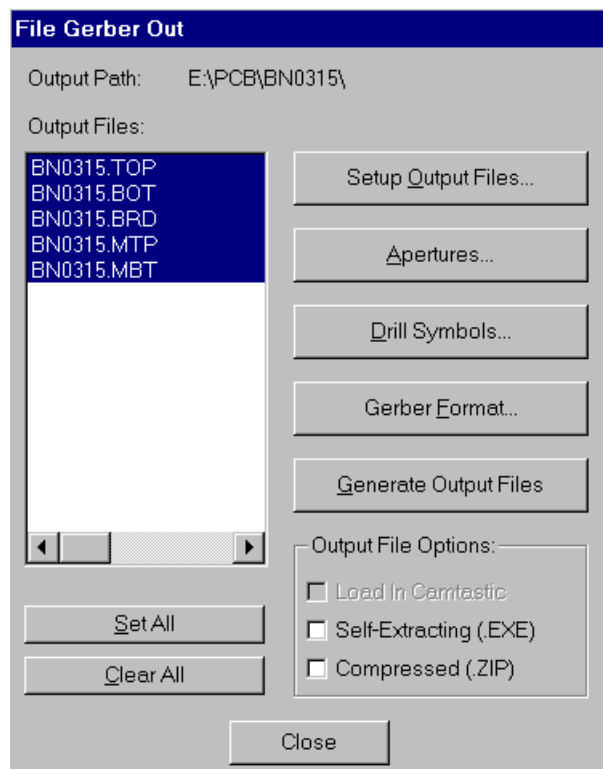 File Gerber Out
Output Path: E:\PCB\BN0315\
Output Files:
BN0315.TOP
BN0315.BOT
BN0315.BRD
BN0315.MTP
BN0315.MBT
Setup Output Files...
Apertures...
Drill Symbols...
Gerber Format...
Generate Output Files
Output File Options:
Load In Camtastic
Self-Extracting (.EXE)
Compressed (.ZIP)
Set All
Clear All
Close